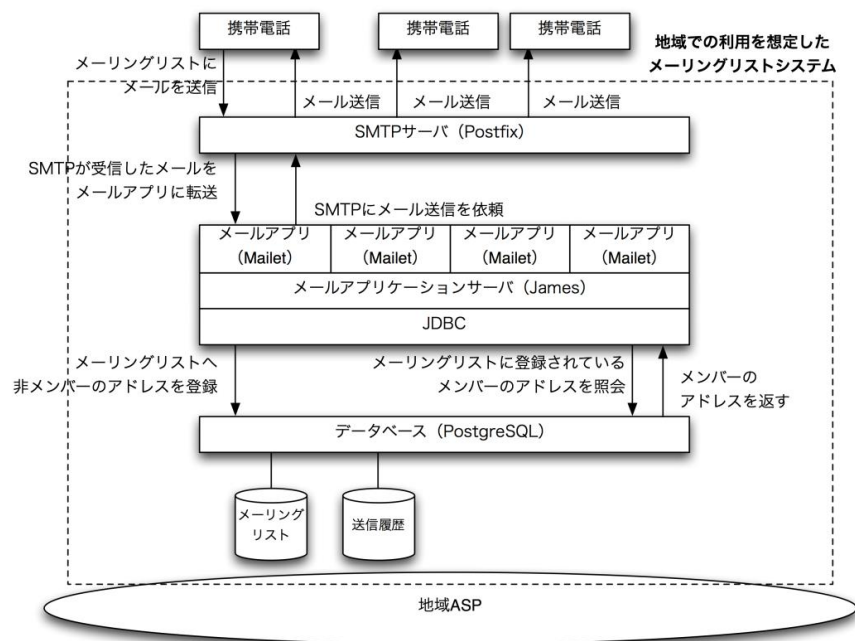 携帯電話
携帯電話
携帯電話
地域での利用を想定した
メーリングリストシステム
メーリングリストに
メールを送信
メール送信
メール送信
メール送信
SMTPサーバ（Postfix）
SMTPが受信したメールを
メールアプリに転送
SMTPにメール送信を依頼
メールアプリ
（Mailet）
メールアプリ
（Mailet）
メールアプリ
（Mailet）
メールアプリ
（Mailet）
メールアプリケーションサーバ（James）
JDBC
メーリングリストへ
非メンバーのアドレスを登録
メーリングリストに登録されている
メンバーのアドレスを照会
メンバーの
アドレスを返す
データベース（PostgreSQL）
メーリング
リスト
送信履歴
地域ASP